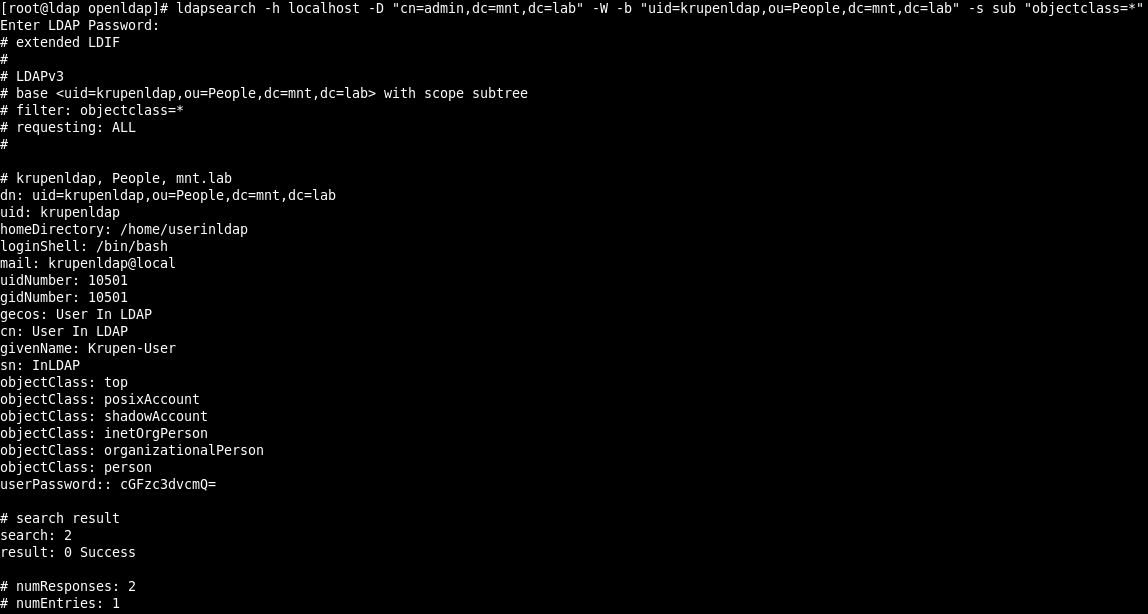 [root@ldap openldap]# ldapsearch -h localhost -D "cn=admin,dc=mnt,dc=lab" -W -b "uid=krupenldap,ou=People,dc=mnt,dc=lab" -s sub "objectclass=*"
Enter LDAP Password:
# extended LDIF
#
# LDAPv3
# base <uid=krupenldap,ou=People,dc=mnt,dc=lab> with scope subtree
# filter: objectclass=*
# requesting: ALL
#
# krupenldap, People, mnt.lab
dn: uid=krupenldap,ou=People,dc=mnt,dc=lab
uid: krupenldap
homeDirectory: /home/userinldap
loginShell: /bin/bash
mail: krupenldap@local
uidNumber: 10501
gidNumber: 10501
gecos: User In LDAP
cn: User In LDAP
givenName: Krupen-User
sn: InLDAP
objectClass: top
objectClass: posixAccount
objectClass: shadowAccount
objectClass: inetOrgPerson
objectClass: organizationalPerson
objectClass: person
userPassword:: cGFzc3dvcmQ=
# search result
search: 2
result: 0 Success
# numResponses: 2
# numEntries: 1